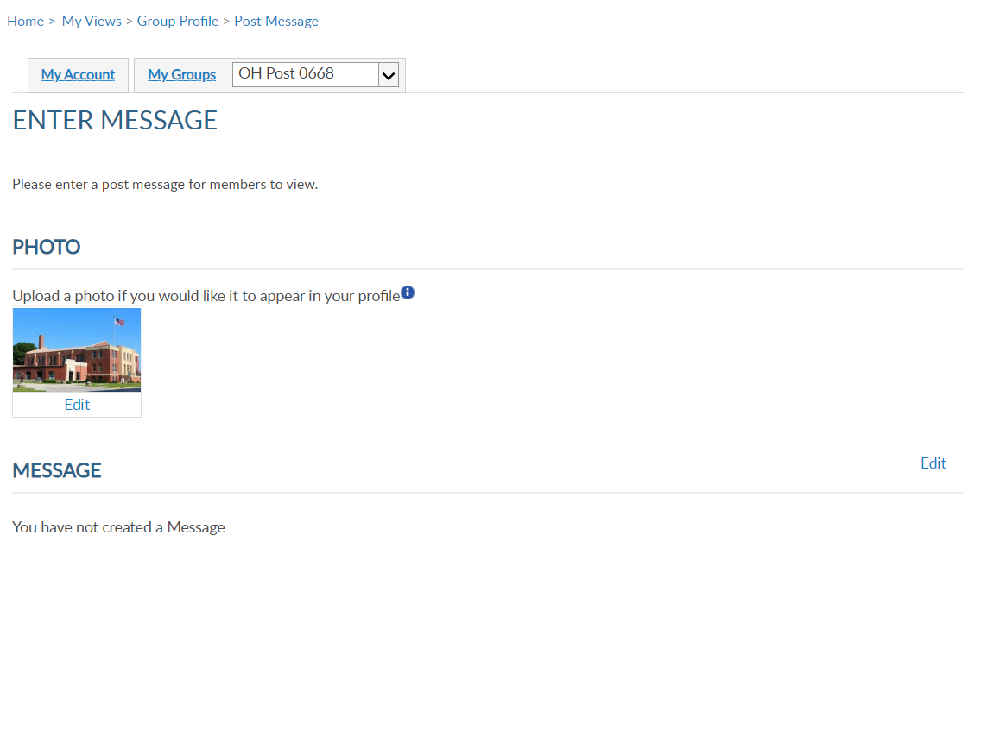 Home > My Views > Group Profile > Post Message
My Account My Groups OH Post 0668
ENTER MESSAGE
Please enter a post message for members to view.
PHOTO
Upload a photo if you would like it to appear in your profile
Edit
MESSAGE Edit
You have not created a Message